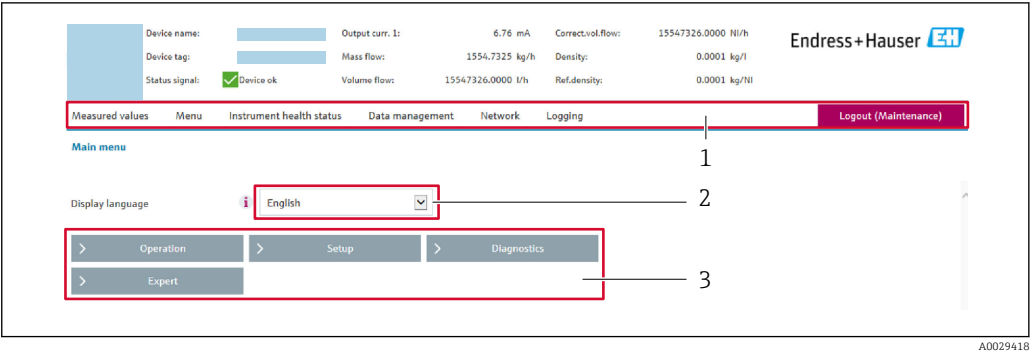 Device name: Output curr. 1: 6.76 mA Correct.vol.flow: 15547326.0000 Nl/h
Endress+Hauser EH
Device tag: Mass flow: 1554.7325 kg/h Density: 0.0001 kg/l
Status signal: Device ok Volume flow: 15547326.0000 l/h Ref.density: 0.0001 kg/Nl
Measured values Menu Instrument health status Data management Network Logging Logout (Maintenance)
1
Main menu
Display language i English 2
> Operation > Setup > Diagnostics
> Expert 3
A0029418